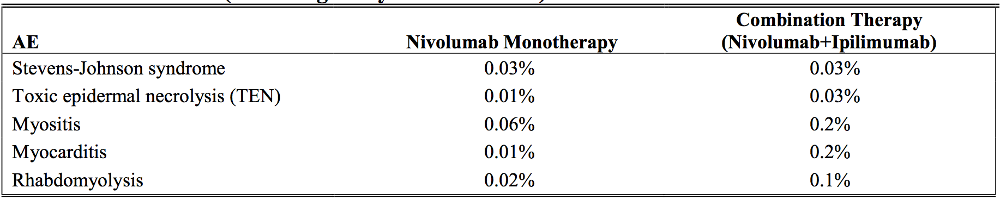 Combination Therapy
AE Nivolumab Monotherapy (Nivolumab+Ipilimumab)
Stevens-Johnson syndrome 0.03% 0.03%
Toxic epidermal necrolysis (TEN) 0.01% 0.03%
Myositis 0.06% 0.2%
Myocarditis 0.01% 0.2%
Rhabdomyolysis 0.02% 0.1%